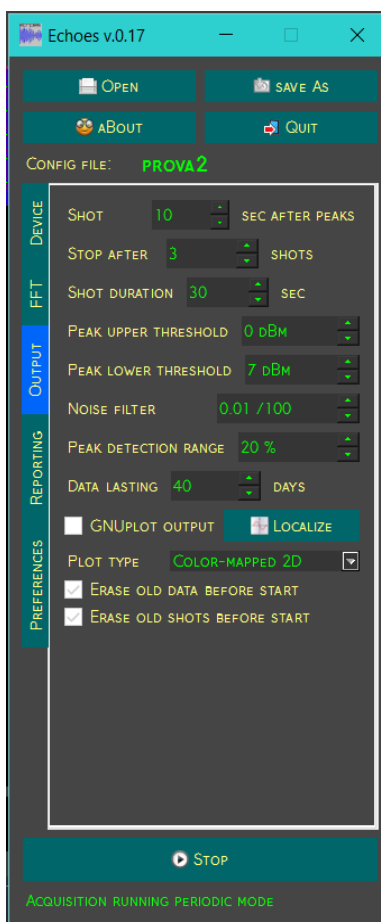 Echoes v.0.17
Open save As
aBout Quit
Config file: prova2
Device
FFT
Output
Reporting
Preferences
Shot 10 sec after peaks
Stop after 3 shots
Shot duration 30 sec
Peak upper threshold 0 dBm
Peak lower threshold 7 dBm
Noise filter 0.01 /100
Peak detection range 20 %
Data lasting 40 days
GNUplot output Localize
Plot type Color-mapped 2D
Erase old data before start
Erase old shots before start
Stop
Acquisition running periodic mode